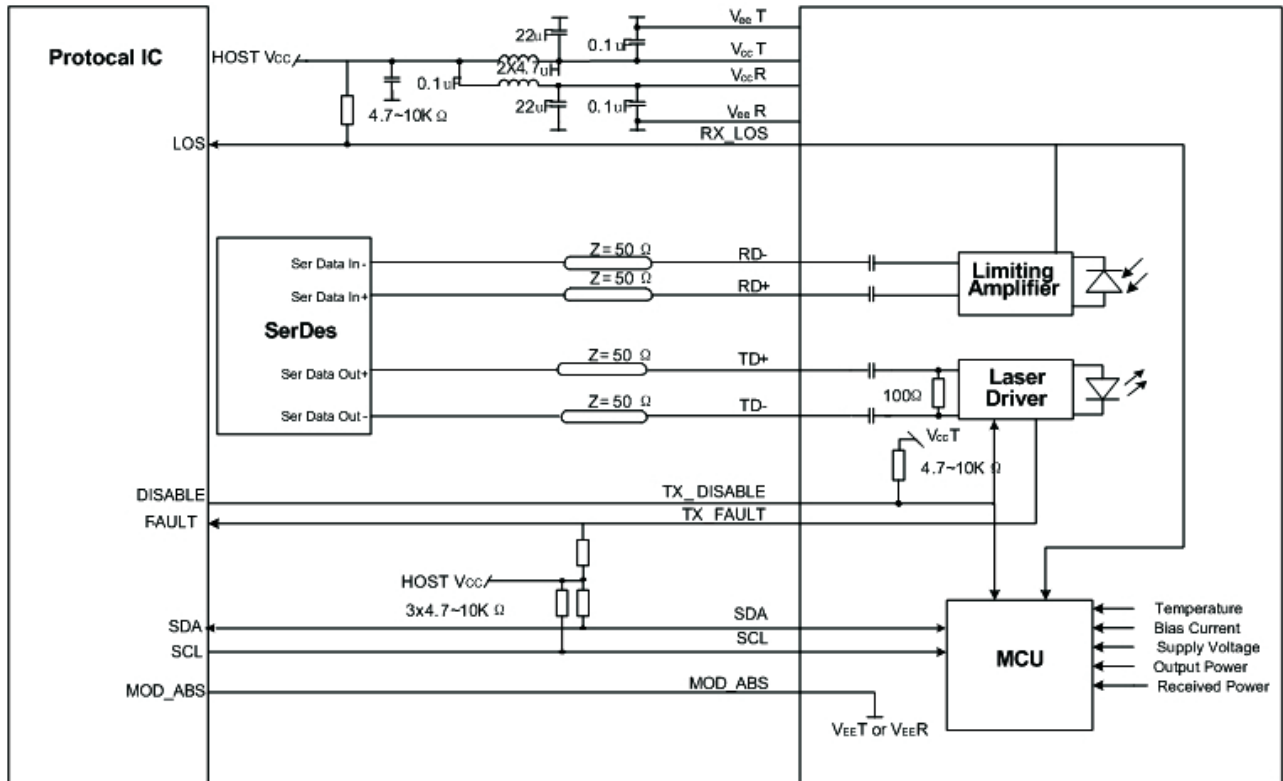 Protocal IC
HOST Vcc
22uF
0.1uF
VeeT
VccT
2X4.7uH
0.1uF
VccR
22uF
0.1uF
4.7~10K Ω
VeeR
LOS
RX_LOS
Z=50 Ω
Ser Data In-
RD-
Z=50 Ω
Ser Data In+
RD+
Limiting
Amplifier
SerDes
Z=50 Ω
Ser Data Out+
TD+
Z=50 Ω
Ser Data Out-
TD-
100Ω
Laser
Driver
VccT
4.7~10K Ω
DISABLE
TX_DISABLE
FAULT
TX_FAULT
HOST Vcc
3x4.7~10K Ω
SDA
SDA
SCL
SCL
MOD_ABS
MOD_ABS
VEET or VEER
MCU
Temperature
Bias Current
Supply Voltage
Output Power
Received Power